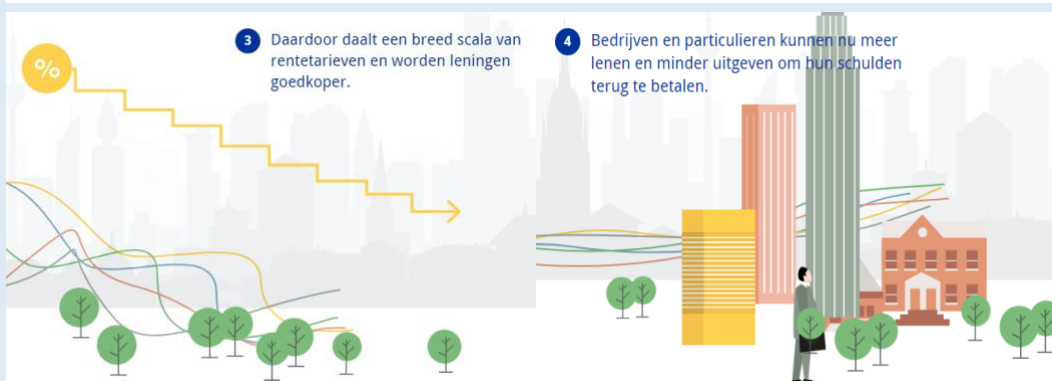 %
3 Daardoor daalt een breed scala van
rentetarieven en worden leningen
goedkoper.
4 Bedrijven en particulieren kunnen nu meer
lenen en minder uitgeven om hun schulden
terug te betalen.